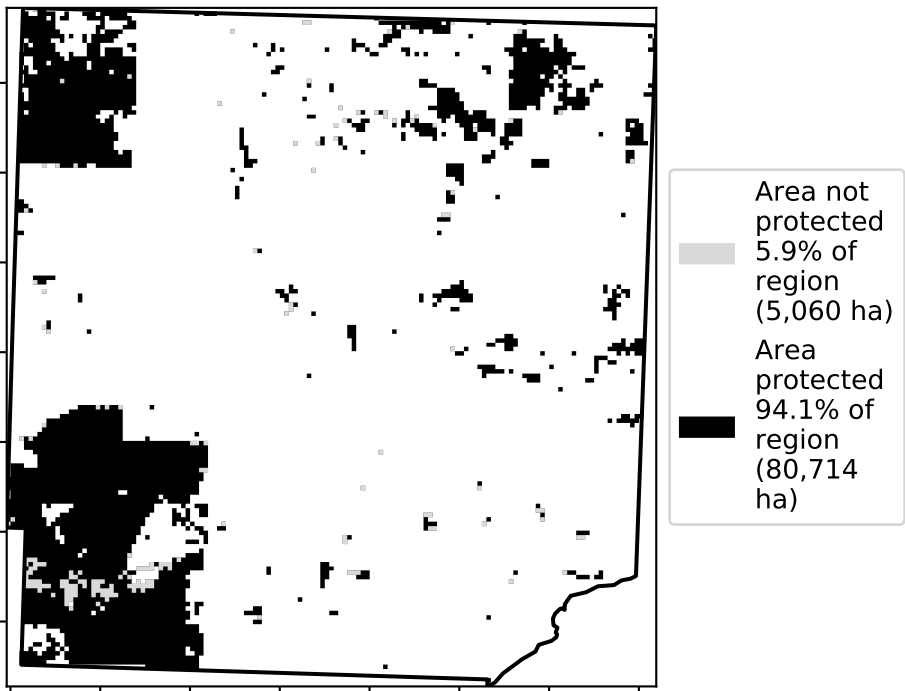 Area not
protected
5.9% of
region
(5,060 ha)
Area
protected
94.1% of
region
(80,714
ha)